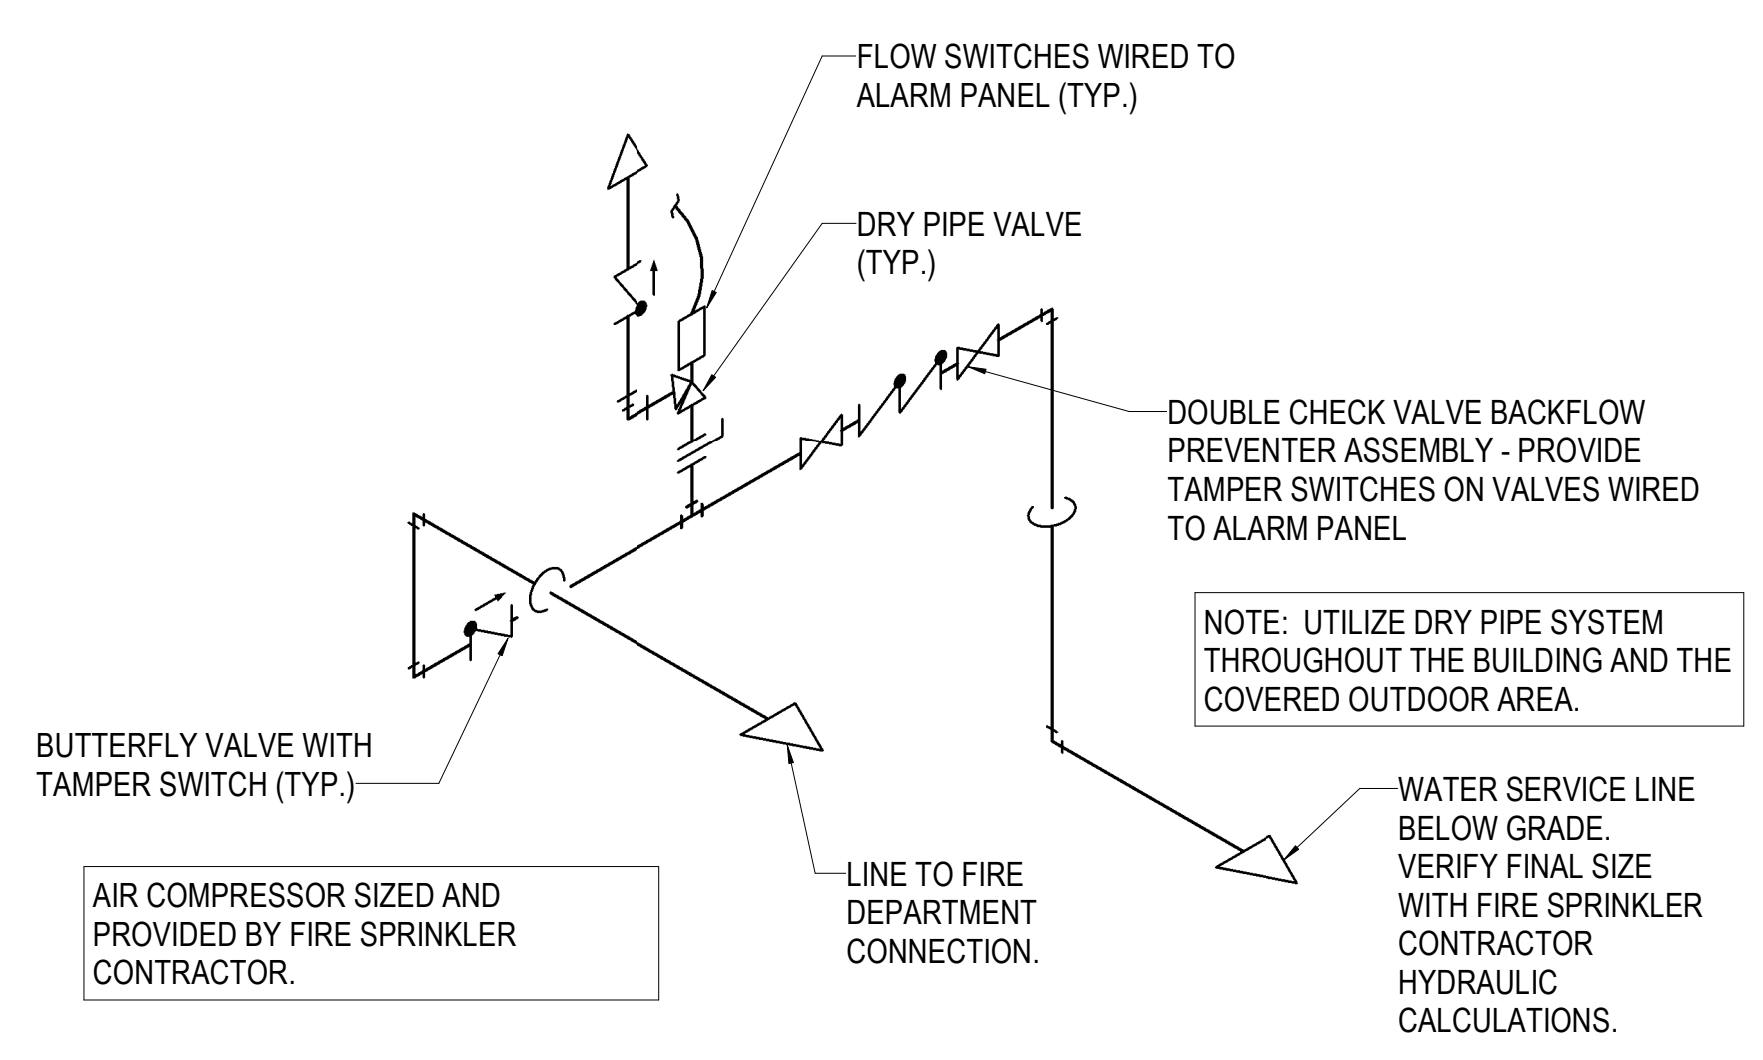 FLOW SWITCHES WIRED TO
ALARM PANEL (TYP.)
DRY PIPE VALVE
(TYP.)
DOUBLE CHECK VALVE BACKFLOW
PREVENTER ASSEMBLY - PROVIDE
TAMPER SWITCHES ON VALVES WIRED
TO ALARM PANEL
NOTE: UTILIZE DRY PIPE SYSTEM
THROUGHOUT THE BUILDING AND THE
COVERED OUTDOOR AREA.
BUTTERFLY VALVE WITH
TAMPER SWITCH (TYP.)
AIR COMPRESSOR SIZED AND
PROVIDED BY FIRE SPRINKLER
CONTRACTOR.
LINE TO FIRE
DEPARTMENT
CONNECTION.
WATER SERVICE LINE
BELOW GRADE.
VERIFY FINAL SIZE
WITH FIRE SPRINKLER
CONTRACTOR
HYDRAULIC
CALCULATIONS.